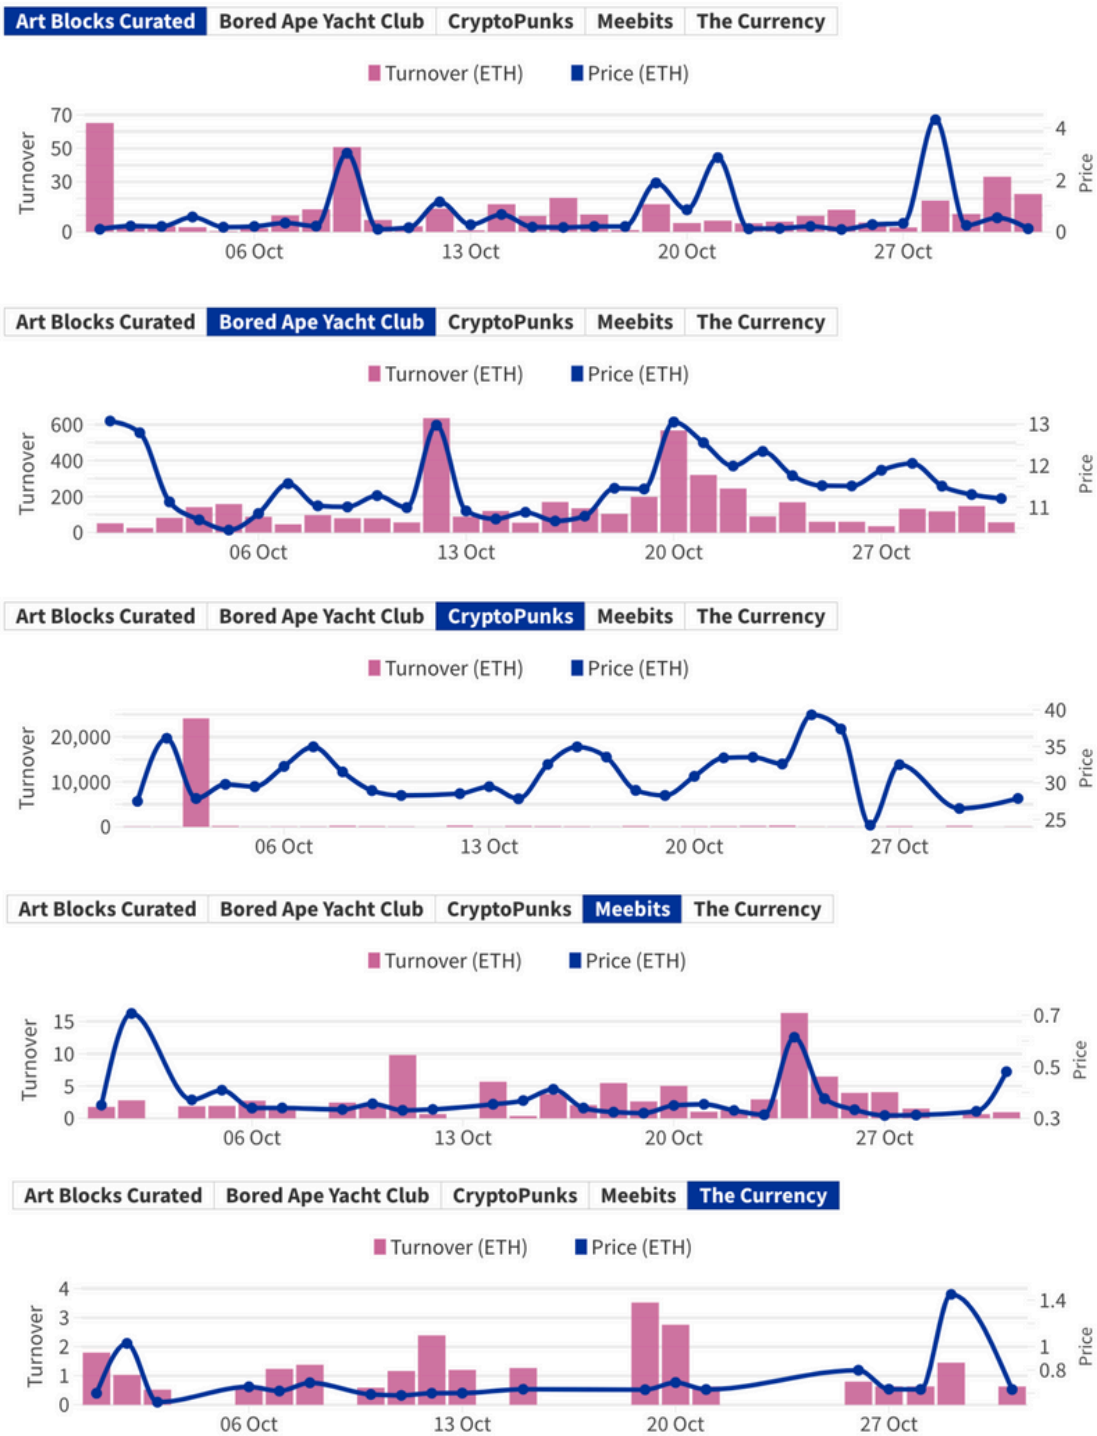 Art Blocks Curated Bored Ape Yacht Club CryptoPunks Meebits The Currency
Turnover (ETH) Price (ETH)
70
50
30
0
Turnover
4
2
0
Price
06 Oct 13 Oct 20 Oct 27 Oct
Art Blocks Curated Bored Ape Yacht Club CryptoPunks Meebits The Currency
Turnover (ETH) Price (ETH)
600
400
200
0
Turnover
13
12
11
Price
06 Oct 13 Oct 20 Oct 27 Oct
Art Blocks Curated Bored Ape Yacht Club CryptoPunks Meebits The Currency
Turnover (ETH) Price (ETH)
20,000
10,000
0
Turnover
40
35
30
25
Price
06 Oct 13 Oct 20 Oct 27 Oct
Art Blocks Curated Bored Ape Yacht Club CryptoPunks Meebits The Currency
Turnover (ETH) Price (ETH)
15
10
5
0
Turnover
0.7
0.5
0.3
Price
06 Oct 13 Oct 20 Oct 27 Oct
Art Blocks Curated Bored Ape Yacht Club CryptoPunks Meebits The Currency
Turnover (ETH) Price (ETH)
4
3
2
1
0
Turnover
1.4
1
0.8
Price
06 Oct 13 Oct 20 Oct 27 Oct